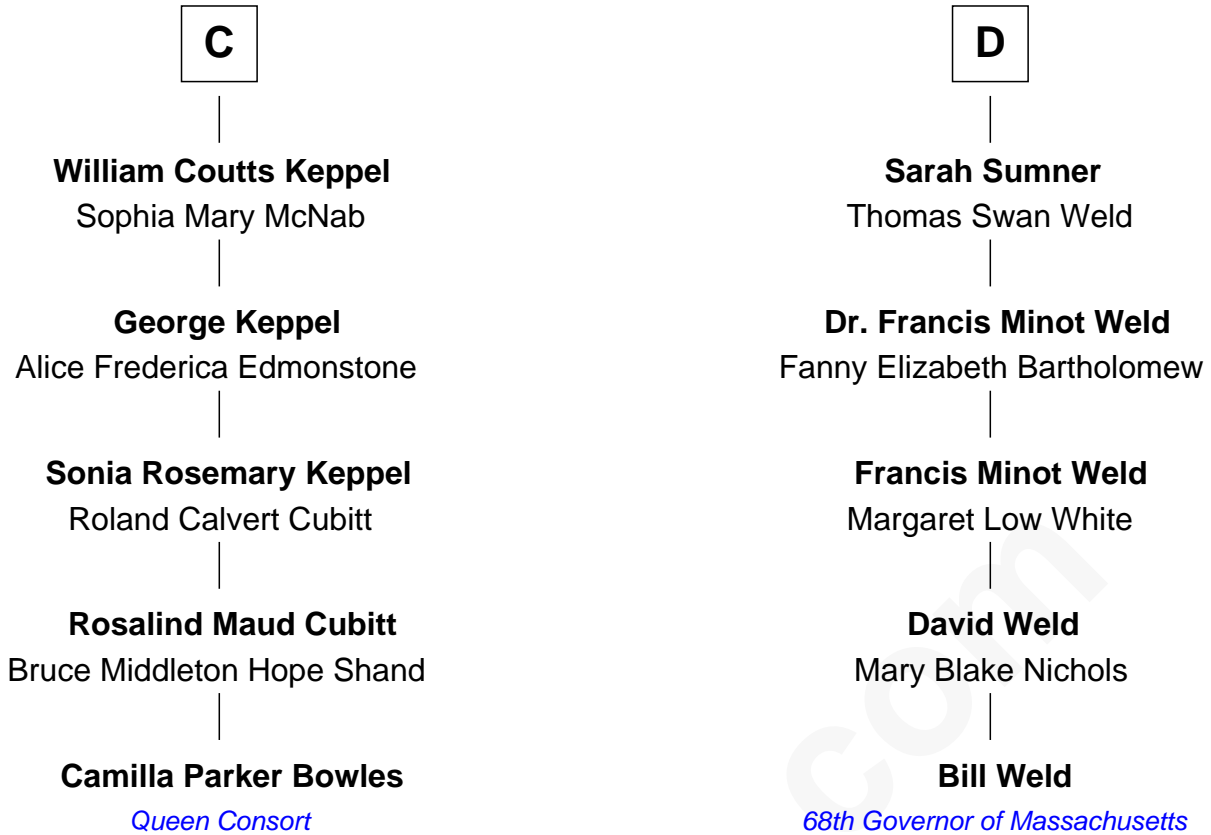 C
William Coutts Keppel
Sophia Mary McNab
George Keppel
Alice Frederica Edmonstone
Sonia Rosemary Keppel
Roland Calvert Cubitt
Rosalind Maud Cubitt
Bruce Middleton Hope Shand
Camilla Parker Bowles
Queen Consort
D
Sarah Sumner
Thomas Swan Weld
Dr. Francis Minot Weld
Fanny Elizabeth Bartholomew
Francis Minot Weld
Margaret Low White
David Weld
Mary Blake Nichols
Bill Weld
68th Governor of Massachusetts
com